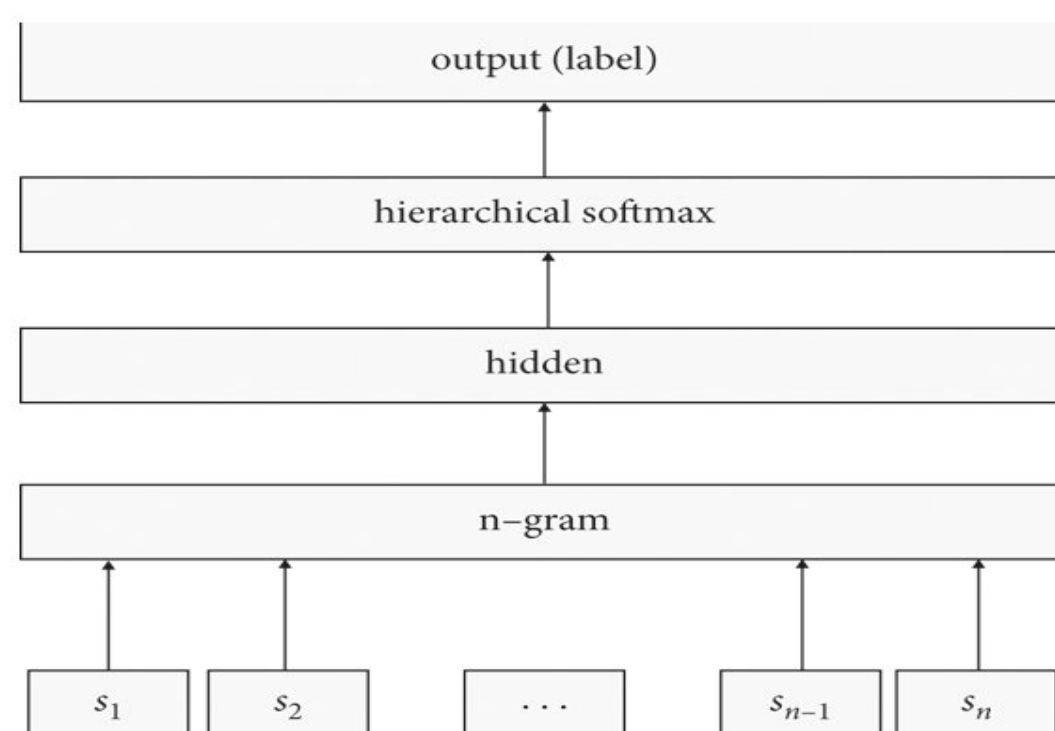 output (label)
hierarchical softmax
hidden
n–gram
s₁ s₂ ... sₙ₋₁ sₙ